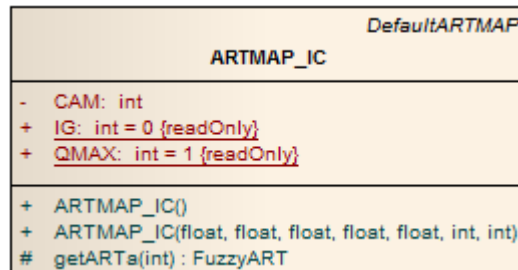 DefaultARTMAP
ARTMAP_IC
- CAM: int
+ IG: int = 0 {readOnly}
+ QMAX: int = 1 {readOnly}
+ ARTMAP_IC()
+ ARTMAP_IC(float, float, float, float, float, int, int)
# getARTa(int) : FuzzyART